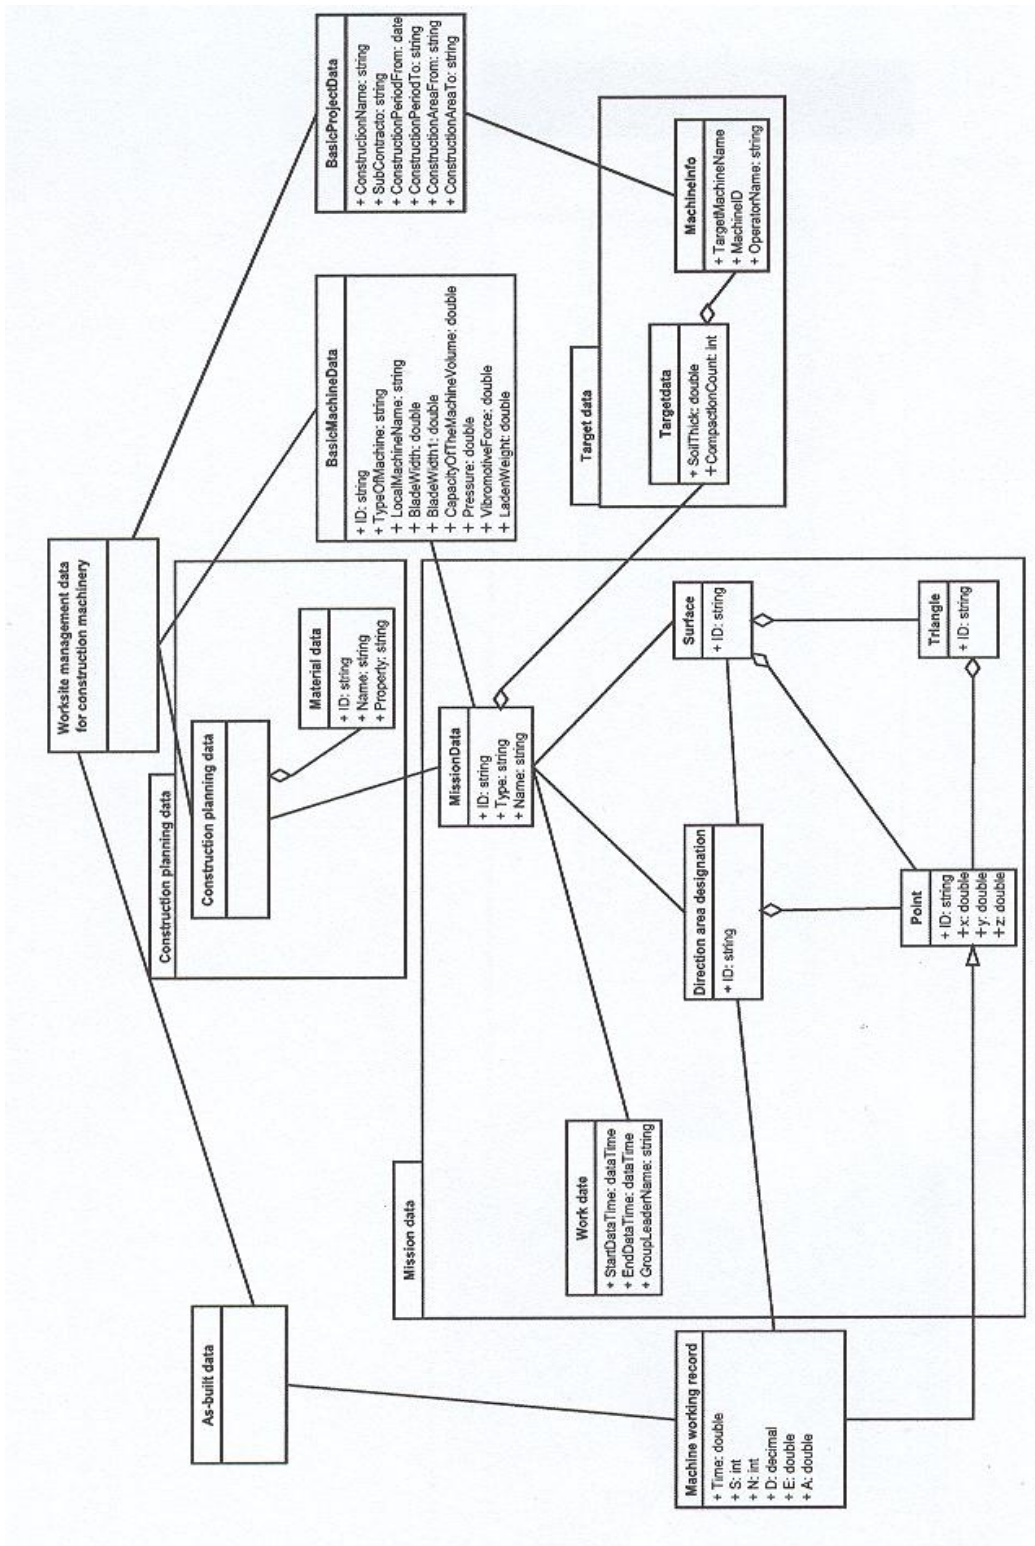 Worksite management data
for construction machinery
As-built data
Construction planning data
Construction planning data
Material data
+ ID: string
+ Name: string
+ Property: string
BasicMachineData
+ ID: string
+ TypeOfMachine: string
+ LocalMachineName: string
+ BladeWidth: double
+ BladeWidth1: double
+ CapacityOfTheMachineVolume: double
+ Pressure: double
+ VibromotiveForce: double
+ LadenWeight: double
BasicProjectData
+ ConstructionName: string
+ SubContracto: string
+ ConstructionPeriodFrom: date
+ ConstructionPeriodTo: string
+ ConstructionAreaFrom: string
+ ConstructionAreaTo: string
Mission data
MissionData
+ ID: string
+ Type: string
+ Name: string
Work date
+ StartDataTime: dataTime
+ EndDataTime: dataTime
+ GroupLeaderName: string
Direction area designation
+ ID: string
Surface
+ ID: string
Point
+ ID: string
+x: double
+y: double
+ z: double
Triangle
+ ID: string
Target data
Targetdata
+ SoilThick: double
+ CompactionCount: int
MachineInfo
+ TargetMachineName
+ MachineID
+ OperatorName: string
Machine working record
+ Time: double
+ S: int
+ N: int
+ D: decimal
+ E: double
+ A: double